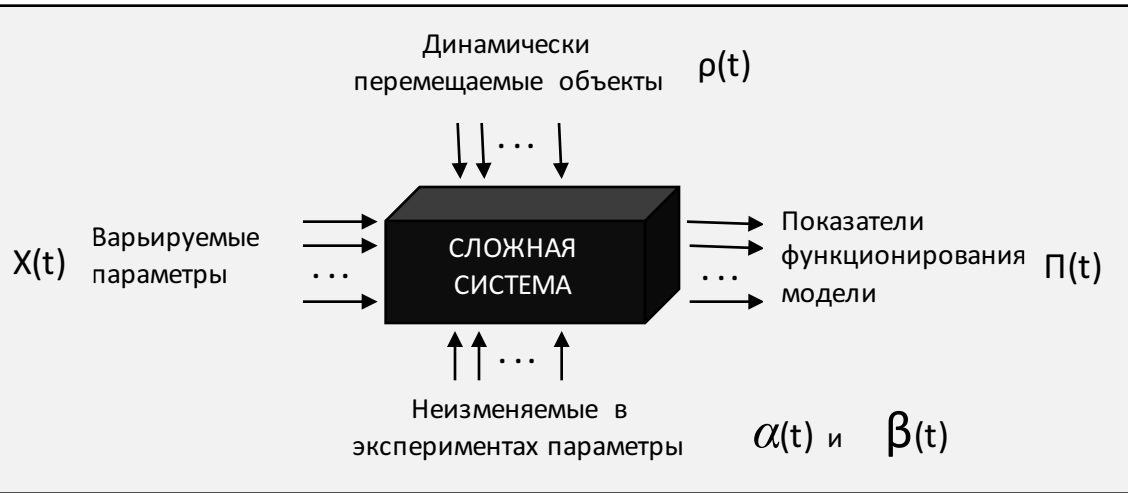 Динамически
перемещаемые объекты ρ(t)
. . .
X(t) Варьируемые
параметры
. . .
СЛОЖНАЯ
СИСТЕМА
Показатели
функционирования П(t)
модели
. . .
. . .
Неизменяемые в
экспериментах параметры α(t) и β(t)